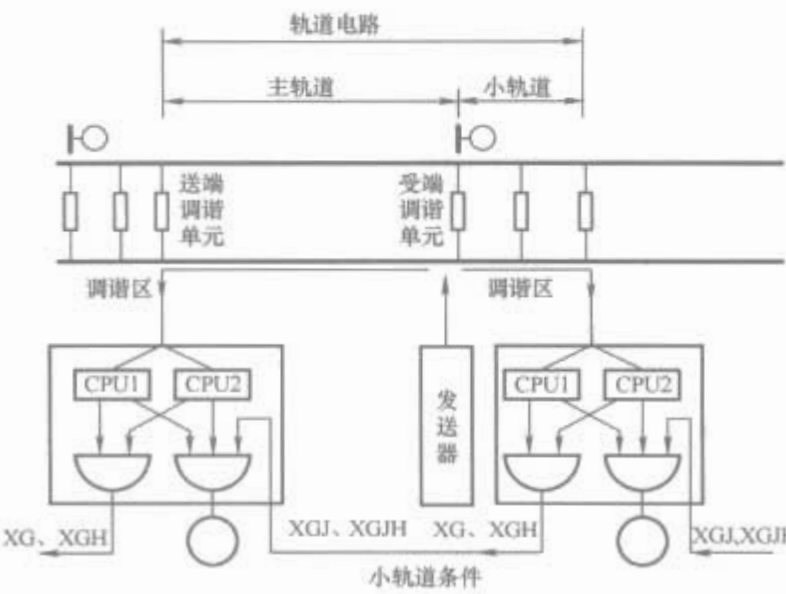 轨道电路
主轨道
小轨道
送端
调谐
单元
受端
调谐
单元
调谐区
调谐区
CPU1
CPU2
发
送
器
CPU1
CPU2
XG、XGH
XGJ、XGJH
XG、XGH
XGJ、XGJH
小轨道条件